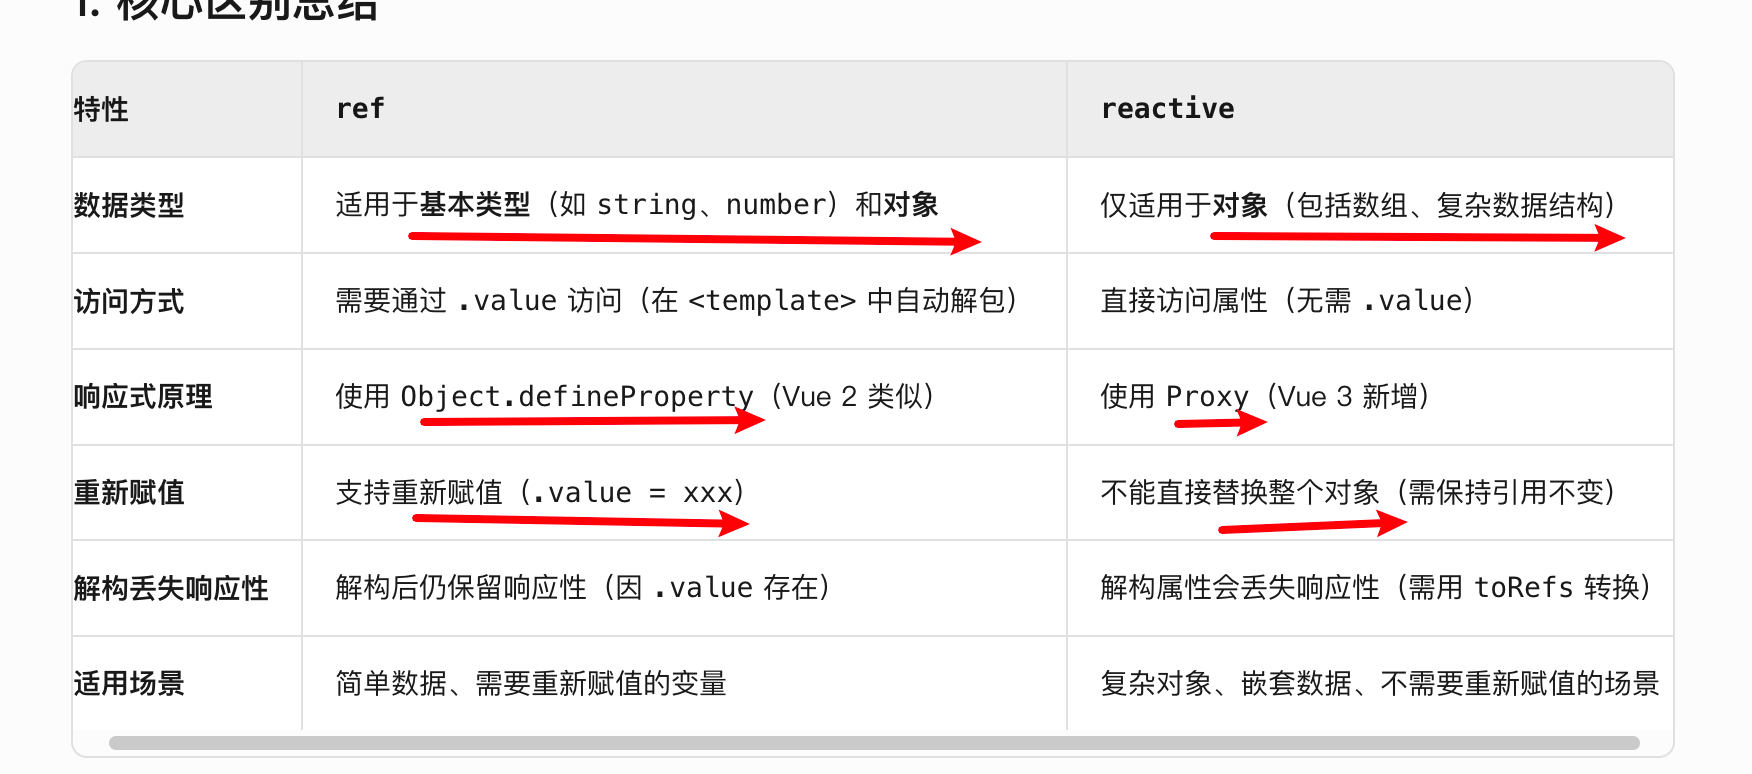 1. 核心区别总结
特性 ref reactive
数据类型 适用于基本类型（如 string、number）和对象 仅适用于对象（包括数组、复杂数据结构）
访问方式 需要通过 .value 访问（在 <template> 中自动解包） 直接访问属性（无需 .value）
响应式原理 使用 Object.defineProperty（Vue 2 类似） 使用 Proxy（Vue 3 新增）
重新赋值 支持重新赋值（.value = xxx） 不能直接替换整个对象（需保持引用不变）
解构丢失响应性 解构后仍保留响应性（因 .value 存在） 解构属性会丢失响应性（需用 toRefs 转换）
适用场景 简单数据、需要重新赋值的变量 复杂对象、嵌套数据、不需要重新赋值的场景